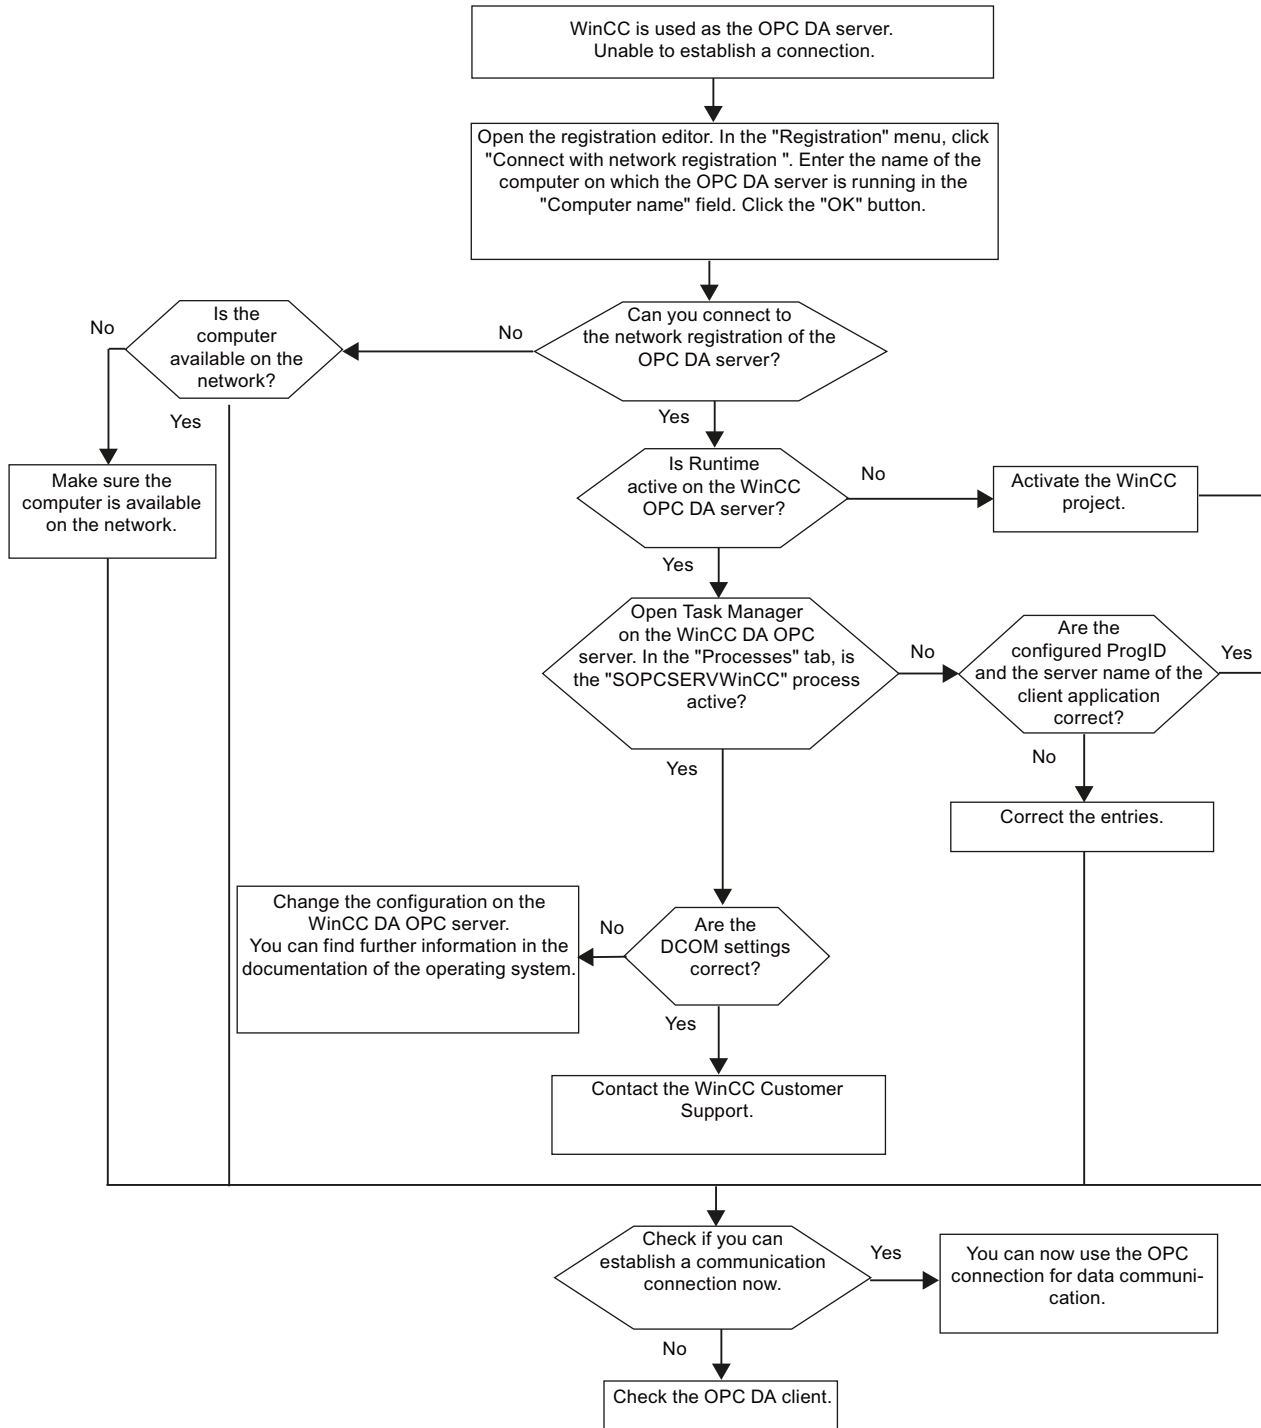 WinCC is used as the OPC DA server.
Unable to establish a connection.
Open the registration editor. In the "Registration" menu, click
"Connect with network registration ". Enter the name of the
computer on which the OPC DA server is running in the
"Computer name" field. Click the "OK" button.
Is the
computer
available on the
network?
No
No
Can you connect to
the network registration of the
OPC DA server?
Yes
Yes
Make sure the
computer is available
on the network.
Is Runtime
active on the WinCC
OPC DA server?
No
Activate the WinCC
project.
Yes
Open Task Manager
on the WinCC DA OPC
server. In the "Processes" tab, is
the "SOPCSERVWinCC" process
active?
No
Are the
configured ProgID
and the server name of the
client application
correct?
Yes
Yes
No
Correct the entries.
Change the configuration on the
WinCC DA OPC server.
You can find further information in the
documentation of the operating system.
No
Are the
DCOM settings
correct?
Yes
Contact the WinCC Customer
Support.
Check if you can
establish a communication
connection now.
Yes
You can now use the OPC
connection for data communi-
cation.
No
Check the OPC DA client.